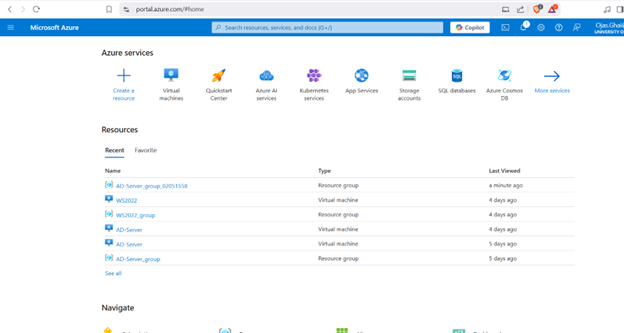 portal.azure.com/#home
Microsoft Azure
Search resources, services, and docs (G+/)
Copilot
Ojas.Ghail
UNIVERSITY O
Azure services
Create a resource
Virtual machines
Quickstart Center
Azure AI services
Kubernetes services
App Services
Storage accounts
SQL databases
Azure Cosmos DB
More services
Resources
Recent Favorite
Name Type Last Viewed
AD-Server_group_02051558 Resource group a minute ago
WS2022 Virtual machine 4 days ago
WS2022_group Resource group 4 days ago
AD-Server Virtual machine 4 days ago
AD-Server Virtual machine 5 days ago
AD-Server_group Resource group 5 days ago
See all
Navigate